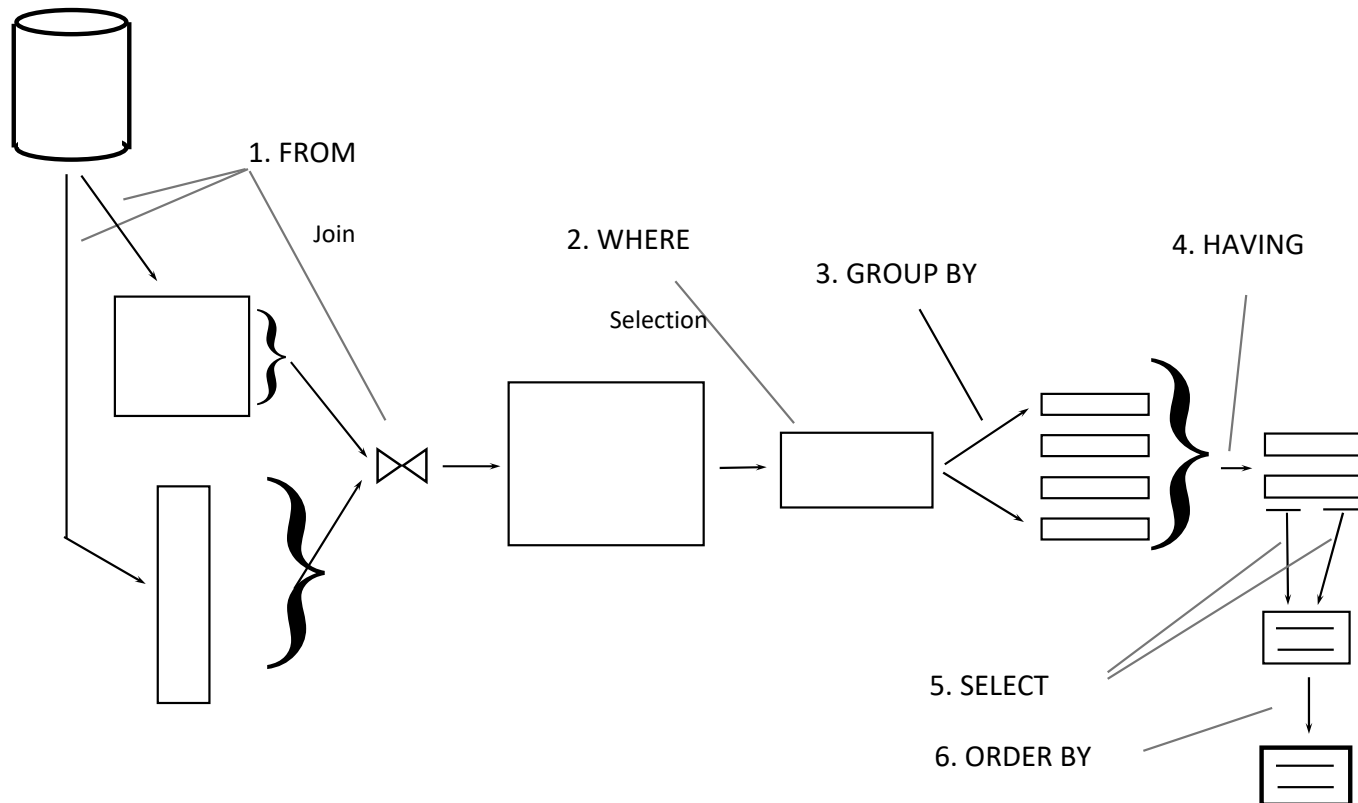 1. FROM
Join
2. WHERE
Selection
3. GROUP BY
4. HAVING
5. SELECT
6. ORDER BY